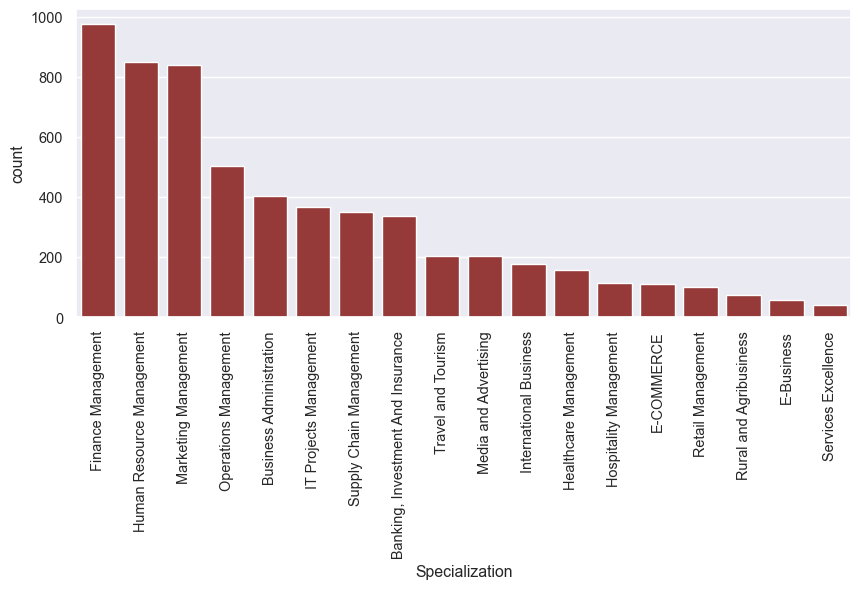 1000
800
600
400
200
0
count
Finance Management
Human Resource Management
Marketing Management
Operations Management
Business Administration
IT Projects Management
Supply Chain Management
Banking, Investment And Insurance
Travel and Tourism
Media and Advertising
International Business
Healthcare Management
Hospitality Management
E-COMMERCE
Retail Management
Rural and Agribusiness
E-Business
Services Excellence
Specialization